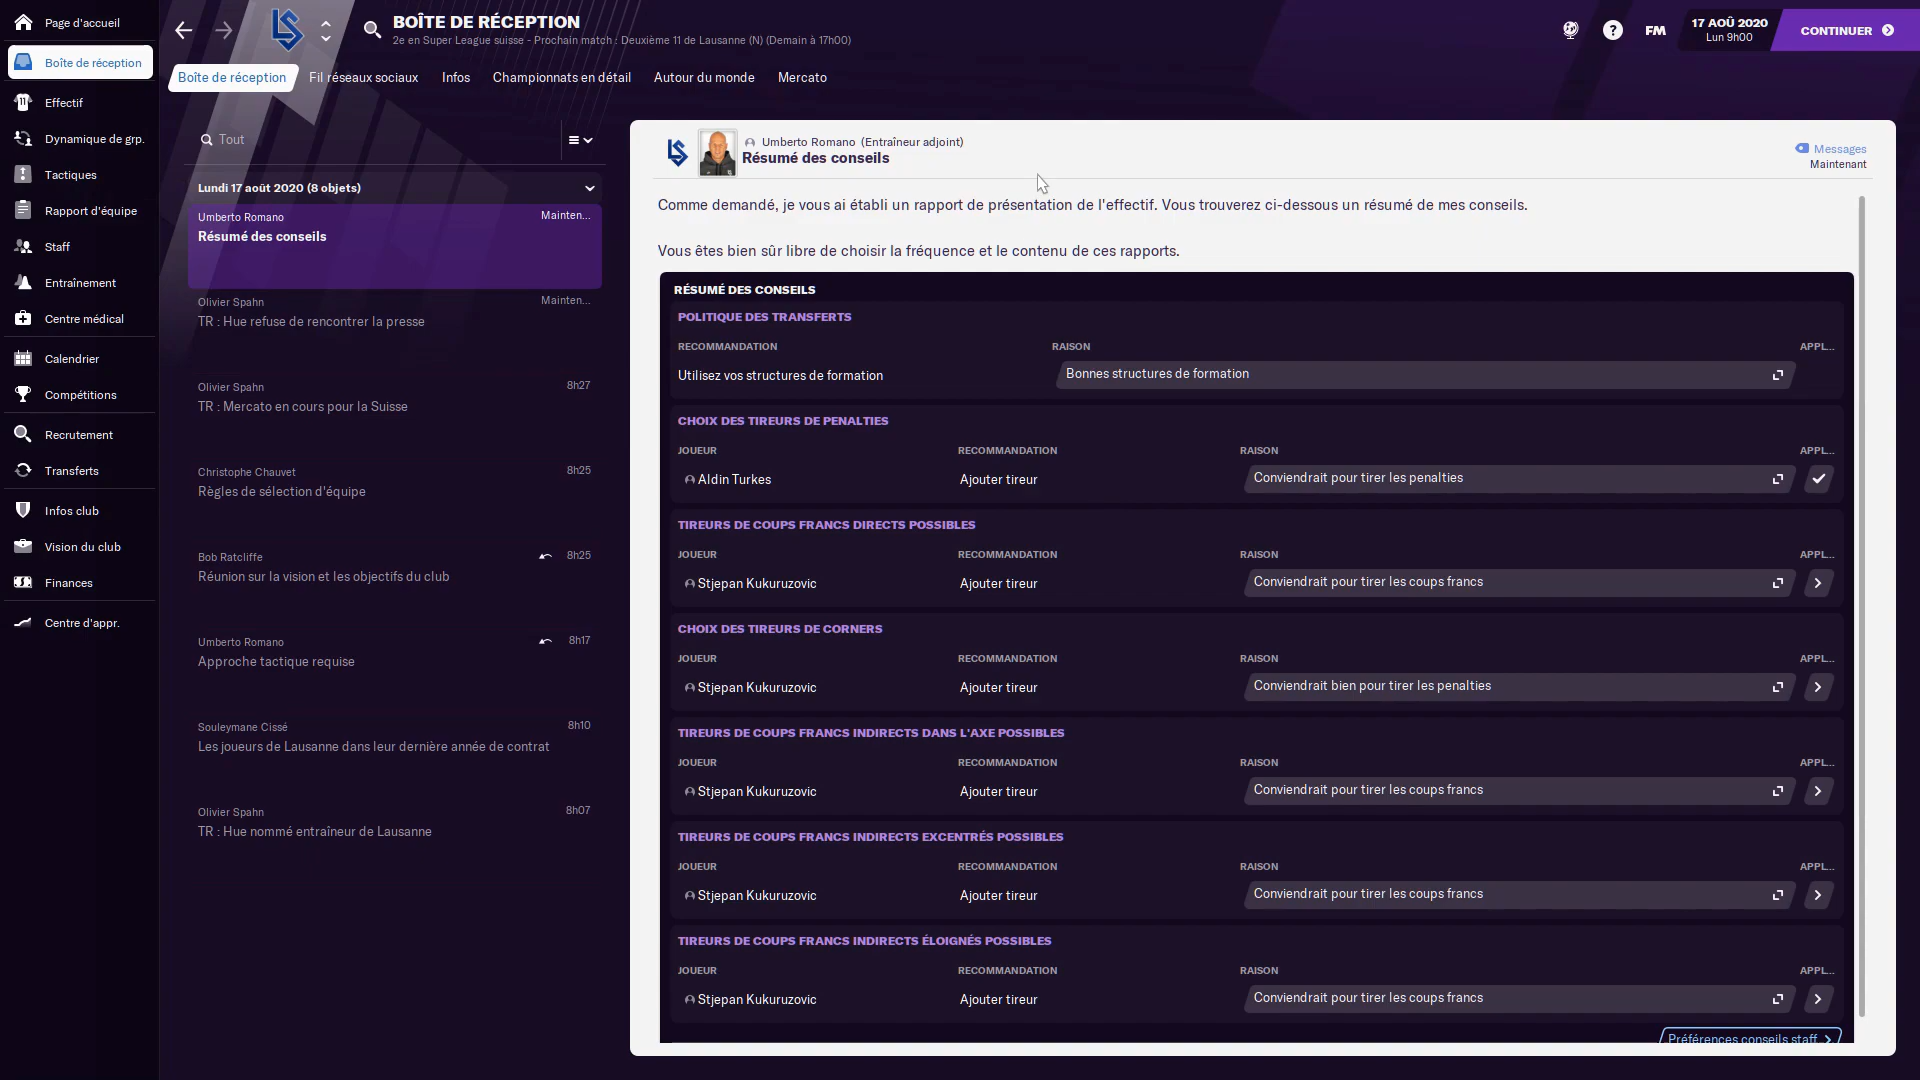 Page d'accueil
Boîte de réception
Effectif
Dynamique de grp.
Tactiques
Rapport d'équipe
Staff
Entraînement
Centre médical
Calendrier
Compétitions
Recrutement
Transferts
Infos club
Vision du club
Finances
Centre d'appr.
BOÎTE DE RÉCEPTION
2e en Super League suisse - Prochain match : Deuxième 11 de Lausanne (N) (Demain à 17h00)
FM
17 AOÛ 2020
Lun 9h00
CONTINUER
Boîte de réception
Fil réseaux sociaux
Infos
Championnats en détail
Autour du monde
Mercato
Tout
Lundi 17 août 2020 (8 objets)
Umberto Romano
Mainten...
Résumé des conseils
Olivier Spahn
Mainten...
TR : Hue refuse de rencontrer la presse
Olivier Spahn
8h27
TR : Mercato en cours pour la Suisse
Christophe Chauvet
8h25
Règles de sélection d'équipe
Bob Ratcliffe
8h25
Réunion sur la vision et les objectifs du club
Umberto Romano
8h17
Approche tactique requise
Souleymane Cissé
8h10
Les joueurs de Lausanne dans leur dernière année de contrat
Olivier Spahn
8h07
TR : Hue nommé entraîneur de Lausanne
Umberto Romano (Entraîneur adjoint)
Résumé des conseils
Messages
Maintenant
Comme demandé, je vous ai établi un rapport de présentation de l'effectif. Vous trouverez ci-dessous un résumé de mes conseils.
Vous êtes bien sûr libre de choisir la fréquence et le contenu de ces rapports.
RÉSUMÉ DES CONSEILS
POLITIQUE DES TRANSFERTS
RECOMMANDATION RAISON APPL...
Utilisez vos structures de formation Bonnes structures de formation
CHOIX DES TIREURS DE PENALTIES
JOUEUR RECOMMANDATION RAISON APPL...
Aldin Turkes Ajouter tireur Conviendrait pour tirer les penalties
TIREURS DE COUPS FRANCS DIRECTS POSSIBLES
JOUEUR RECOMMANDATION RAISON APPL...
Stjepan Kukuruzovic Ajouter tireur Conviendrait pour tirer les coups francs
CHOIX DES TIREURS DE CORNERS
JOUEUR RECOMMANDATION RAISON APPL...
Stjepan Kukuruzovic Ajouter tireur Conviendrait bien pour tirer les penalties
TIREURS DE COUPS FRANCS INDIRECTS DANS L'AXE POSSIBLES
JOUEUR RECOMMANDATION RAISON APPL...
Stjepan Kukuruzovic Ajouter tireur Conviendrait pour tirer les coups francs
TIREURS DE COUPS FRANCS INDIRECTS EXCENTRÉS POSSIBLES
JOUEUR RECOMMANDATION RAISON APPL...
Stjepan Kukuruzovic Ajouter tireur Conviendrait pour tirer les coups francs
TIREURS DE COUPS FRANCS INDIRECTS ÉLOIGNÉS POSSIBLES
JOUEUR RECOMMANDATION RAISON APPL...
Stjepan Kukuruzovic Ajouter tireur Conviendrait pour tirer les coups francs
Préférences conseils staff